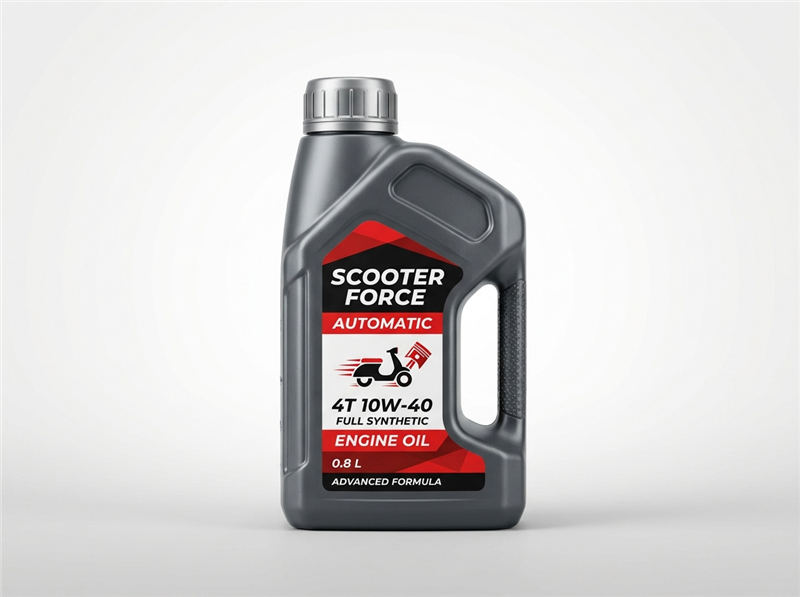 SCOOTER
FORCE
AUTOMATIC
4T 10W-40
FULL SYNTHETIC
ENGINE OIL
0.8 L
ADVANCED FORMULA